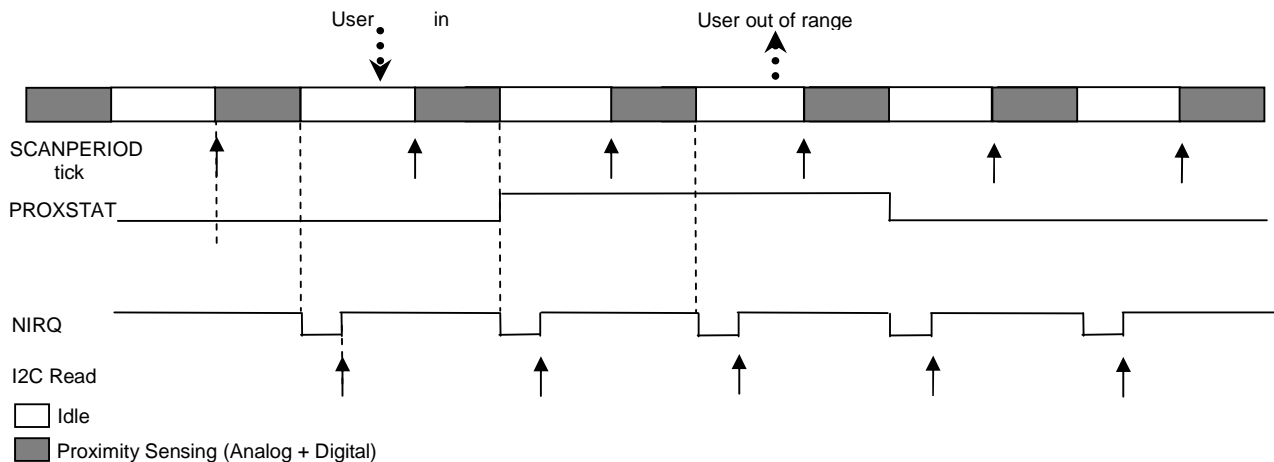 User in
User out of range
SCANPERIOD
tick
PROXSTAT
NIRQ
I2C Read
Idle
Proximity Sensing (Analog + Digital)